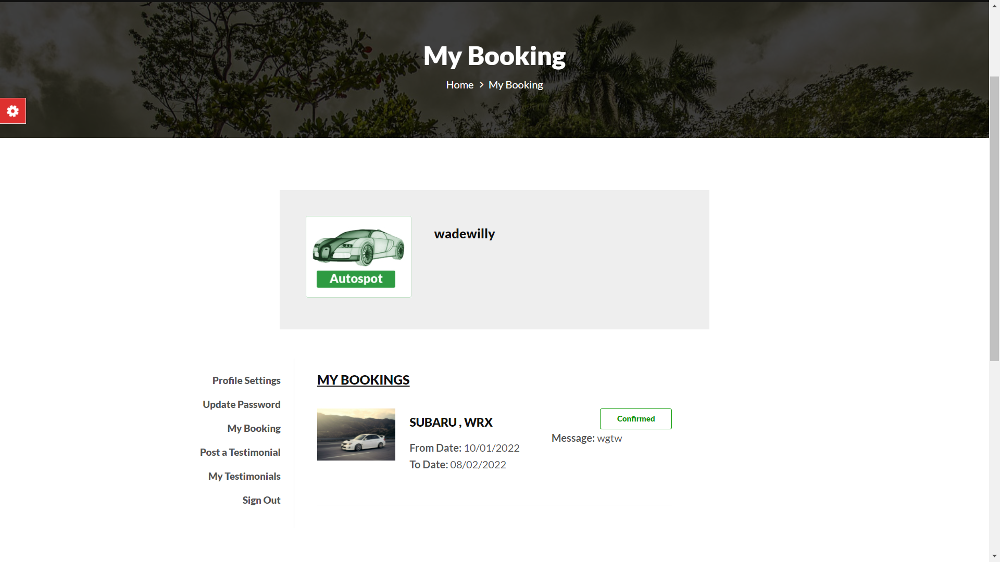 My Booking
Home > My Booking
wadewilly
Autospot
Profile Settings
Update Password
My Booking
Post a Testimonial
My Testimonials
Sign Out
MY BOOKINGS
SUBARU , WRX
From Date: 10/01/2022
To Date: 08/02/2022
Confirmed
Message: wgtw